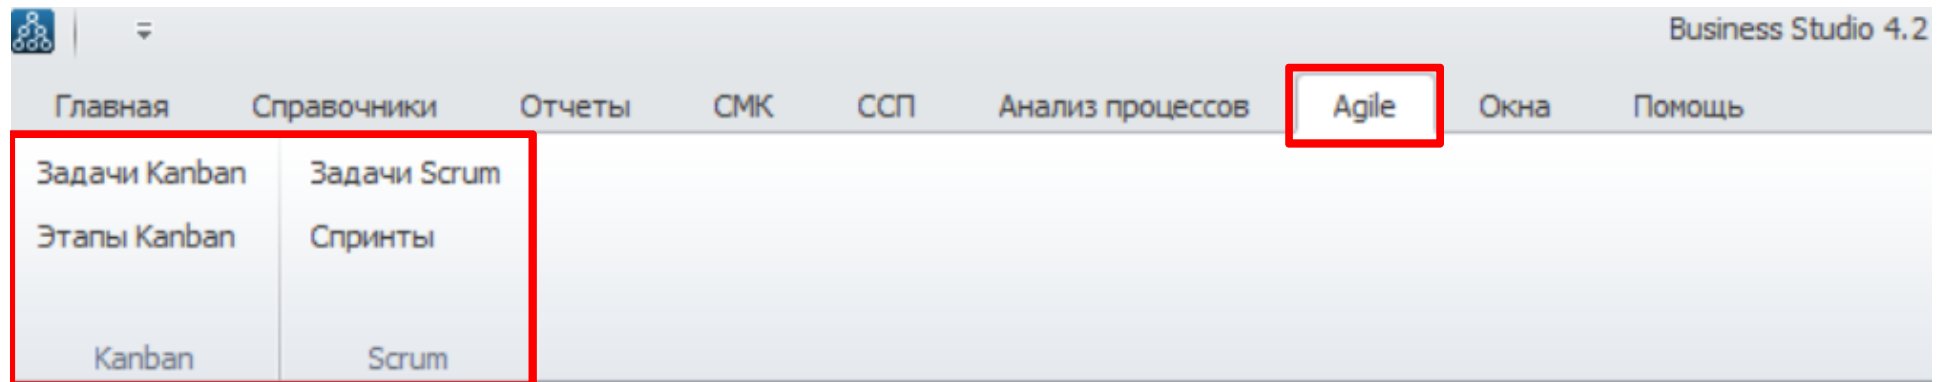 Business Studio 4.2
Главная Справочники Отчеты СМК ССП Анализ процессов Agile Окна Помощь
Задачи Kanban Задачи Scrum
Этапы Kanban Спринты
Kanban Scrum